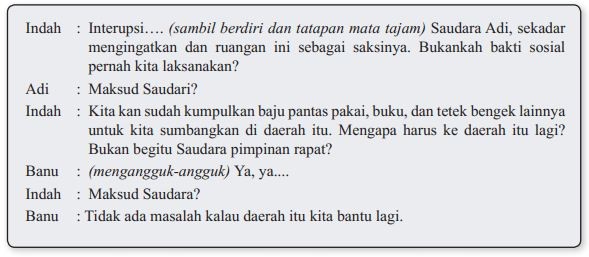 Indah : Interupsi…. (sambil berdiri dan tatapan mata tajam) Saudara Adi, sekadar
mengingatkan dan ruangan ini sebagai saksinya. Bukankah bakti sosial
pernah kita laksanakan?
Adi : Maksud Saudari?
Indah : Kita kan sudah kumpulkan baju pantas pakai, buku, dan tetek bengek lainnya
untuk kita sumbangkan di daerah itu. Mengapa harus ke daerah itu lagi?
Bukan begitu Saudara pimpinan rapat?
Banu : (mengangguk-angguk) Ya, ya....
Indah : Maksud Saudara?
Banu : Tidak ada masalah kalau daerah itu kita bantu lagi.